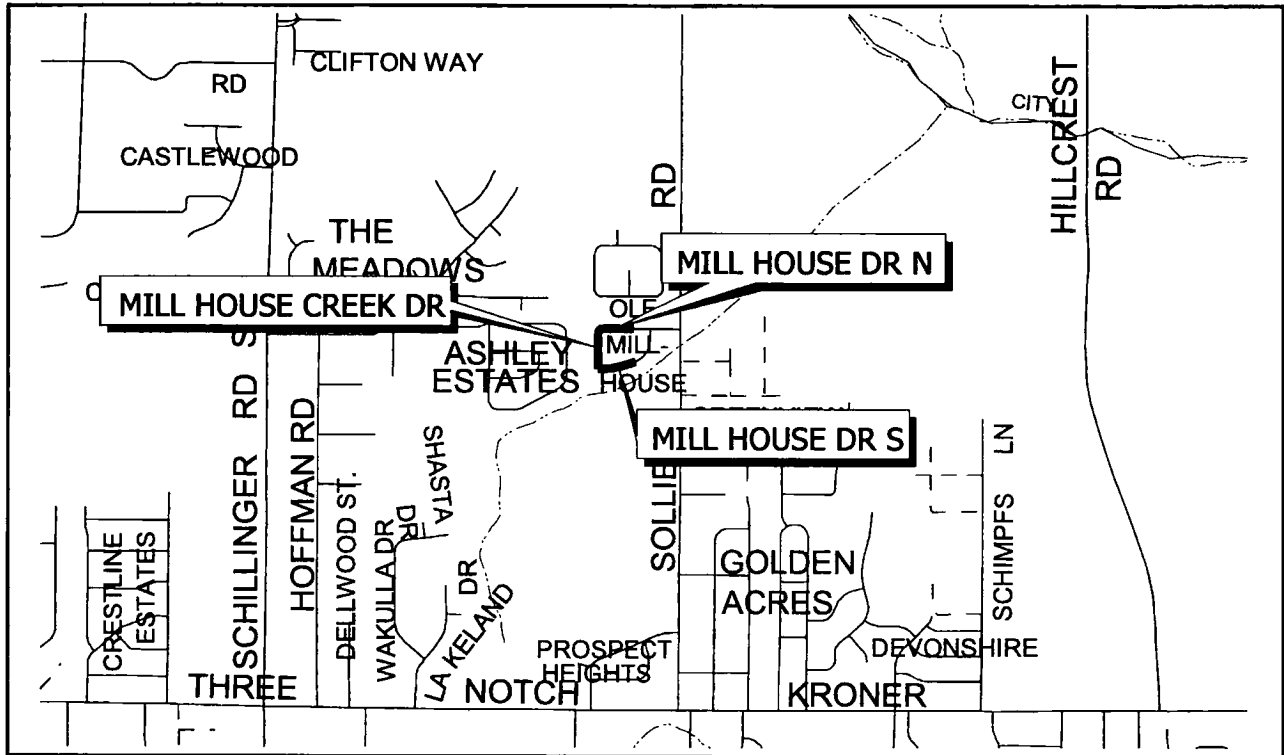 CLIFTON WAY
RD
CITY
HILLCREST
RD
CASTLEWOOD
RD
THE
MEADOWS
MILL HOUSE DR N
MILL HOUSE CREEK DR
OLE
MILL
HOUSE
ASHLEY
ESTATES
MILL HOUSE DR S
SCHILLINGER RD S
HOFFMAN RD
DELLWOOD ST.
SHASTA
DR
WAKULLA DR
LA KELAND
DR
SOLLIE
GOLDEN
ACRES
SCHIMPFS LN
CRESTLINE
ESTATES
PROSPECT
HEIGHTS
DEVONSHIRE
THREE NOTCH KRONER